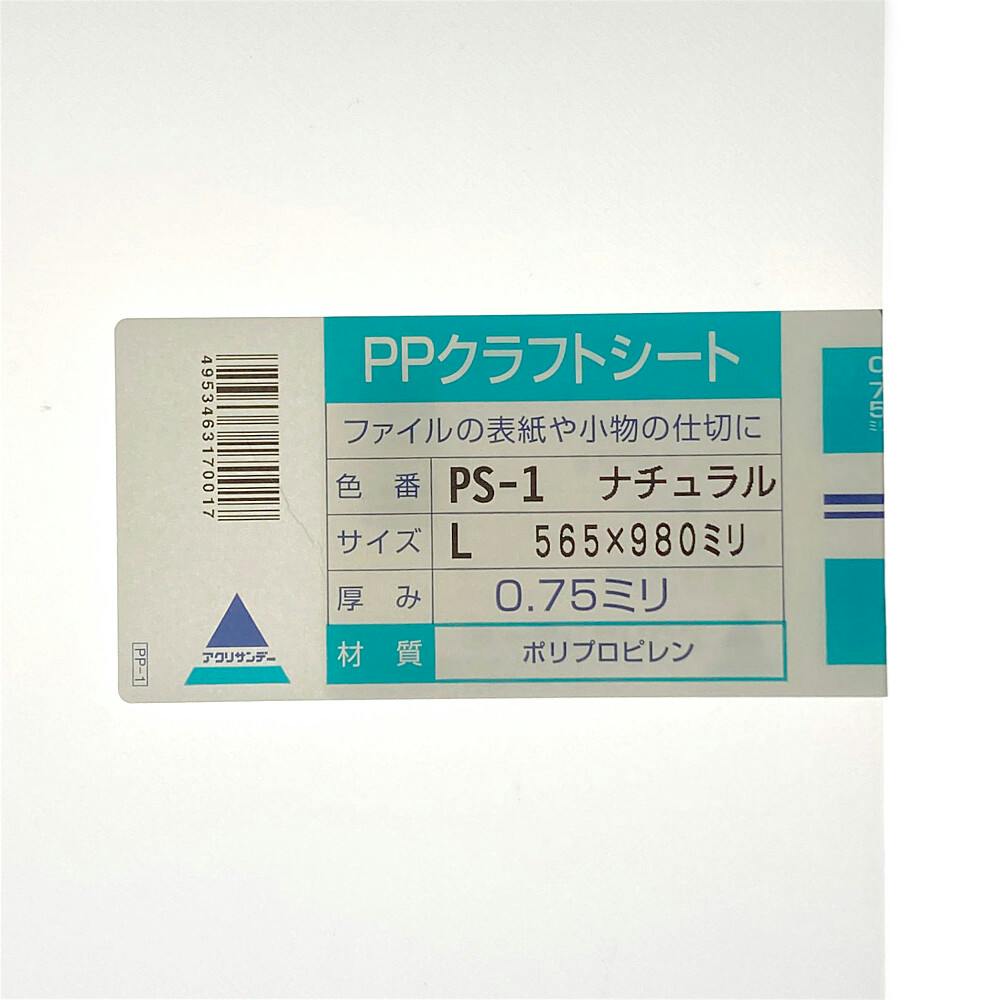 PPクラフトシート
ファイルの表紙や小物の仕切に
色 番 PS-1 ナチュラル
サイズ L 565×980ミリ
厚 み 0.75ミリ
材 質 ポリプロピレン
4953463170017
アクリサンデー
PP-1